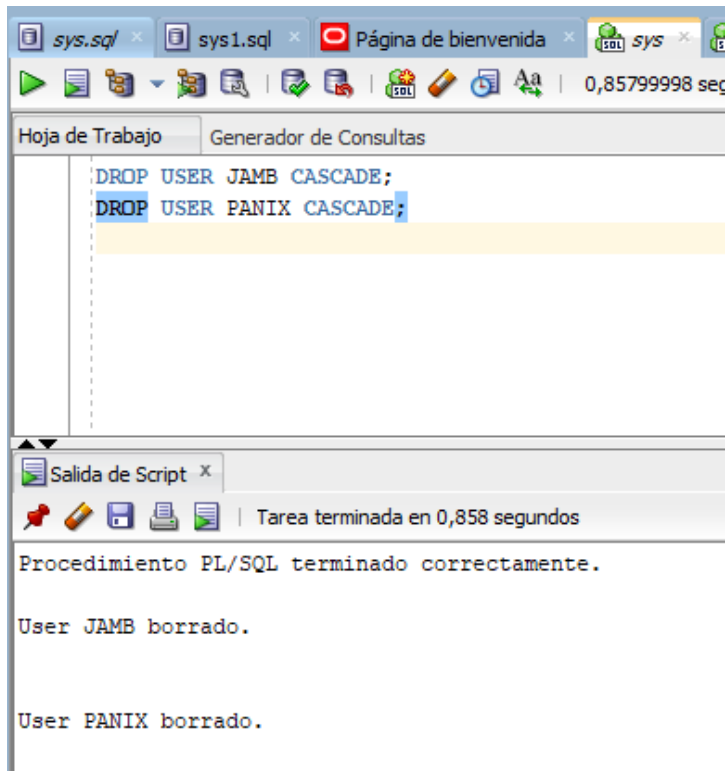 sys.sql
sys1.sql
Página de bienvenida
sys
SQL
0,85799998 seg
Hoja de Trabajo
Generador de Consultas
DROP USER JAMB CASCADE;
DROP USER PANIX CASCADE;
Salida de Script
Tarea terminada en 0,858 segundos
Procedimiento PL/SQL terminado correctamente.
User JAMB borrado.
User PANIX borrado.